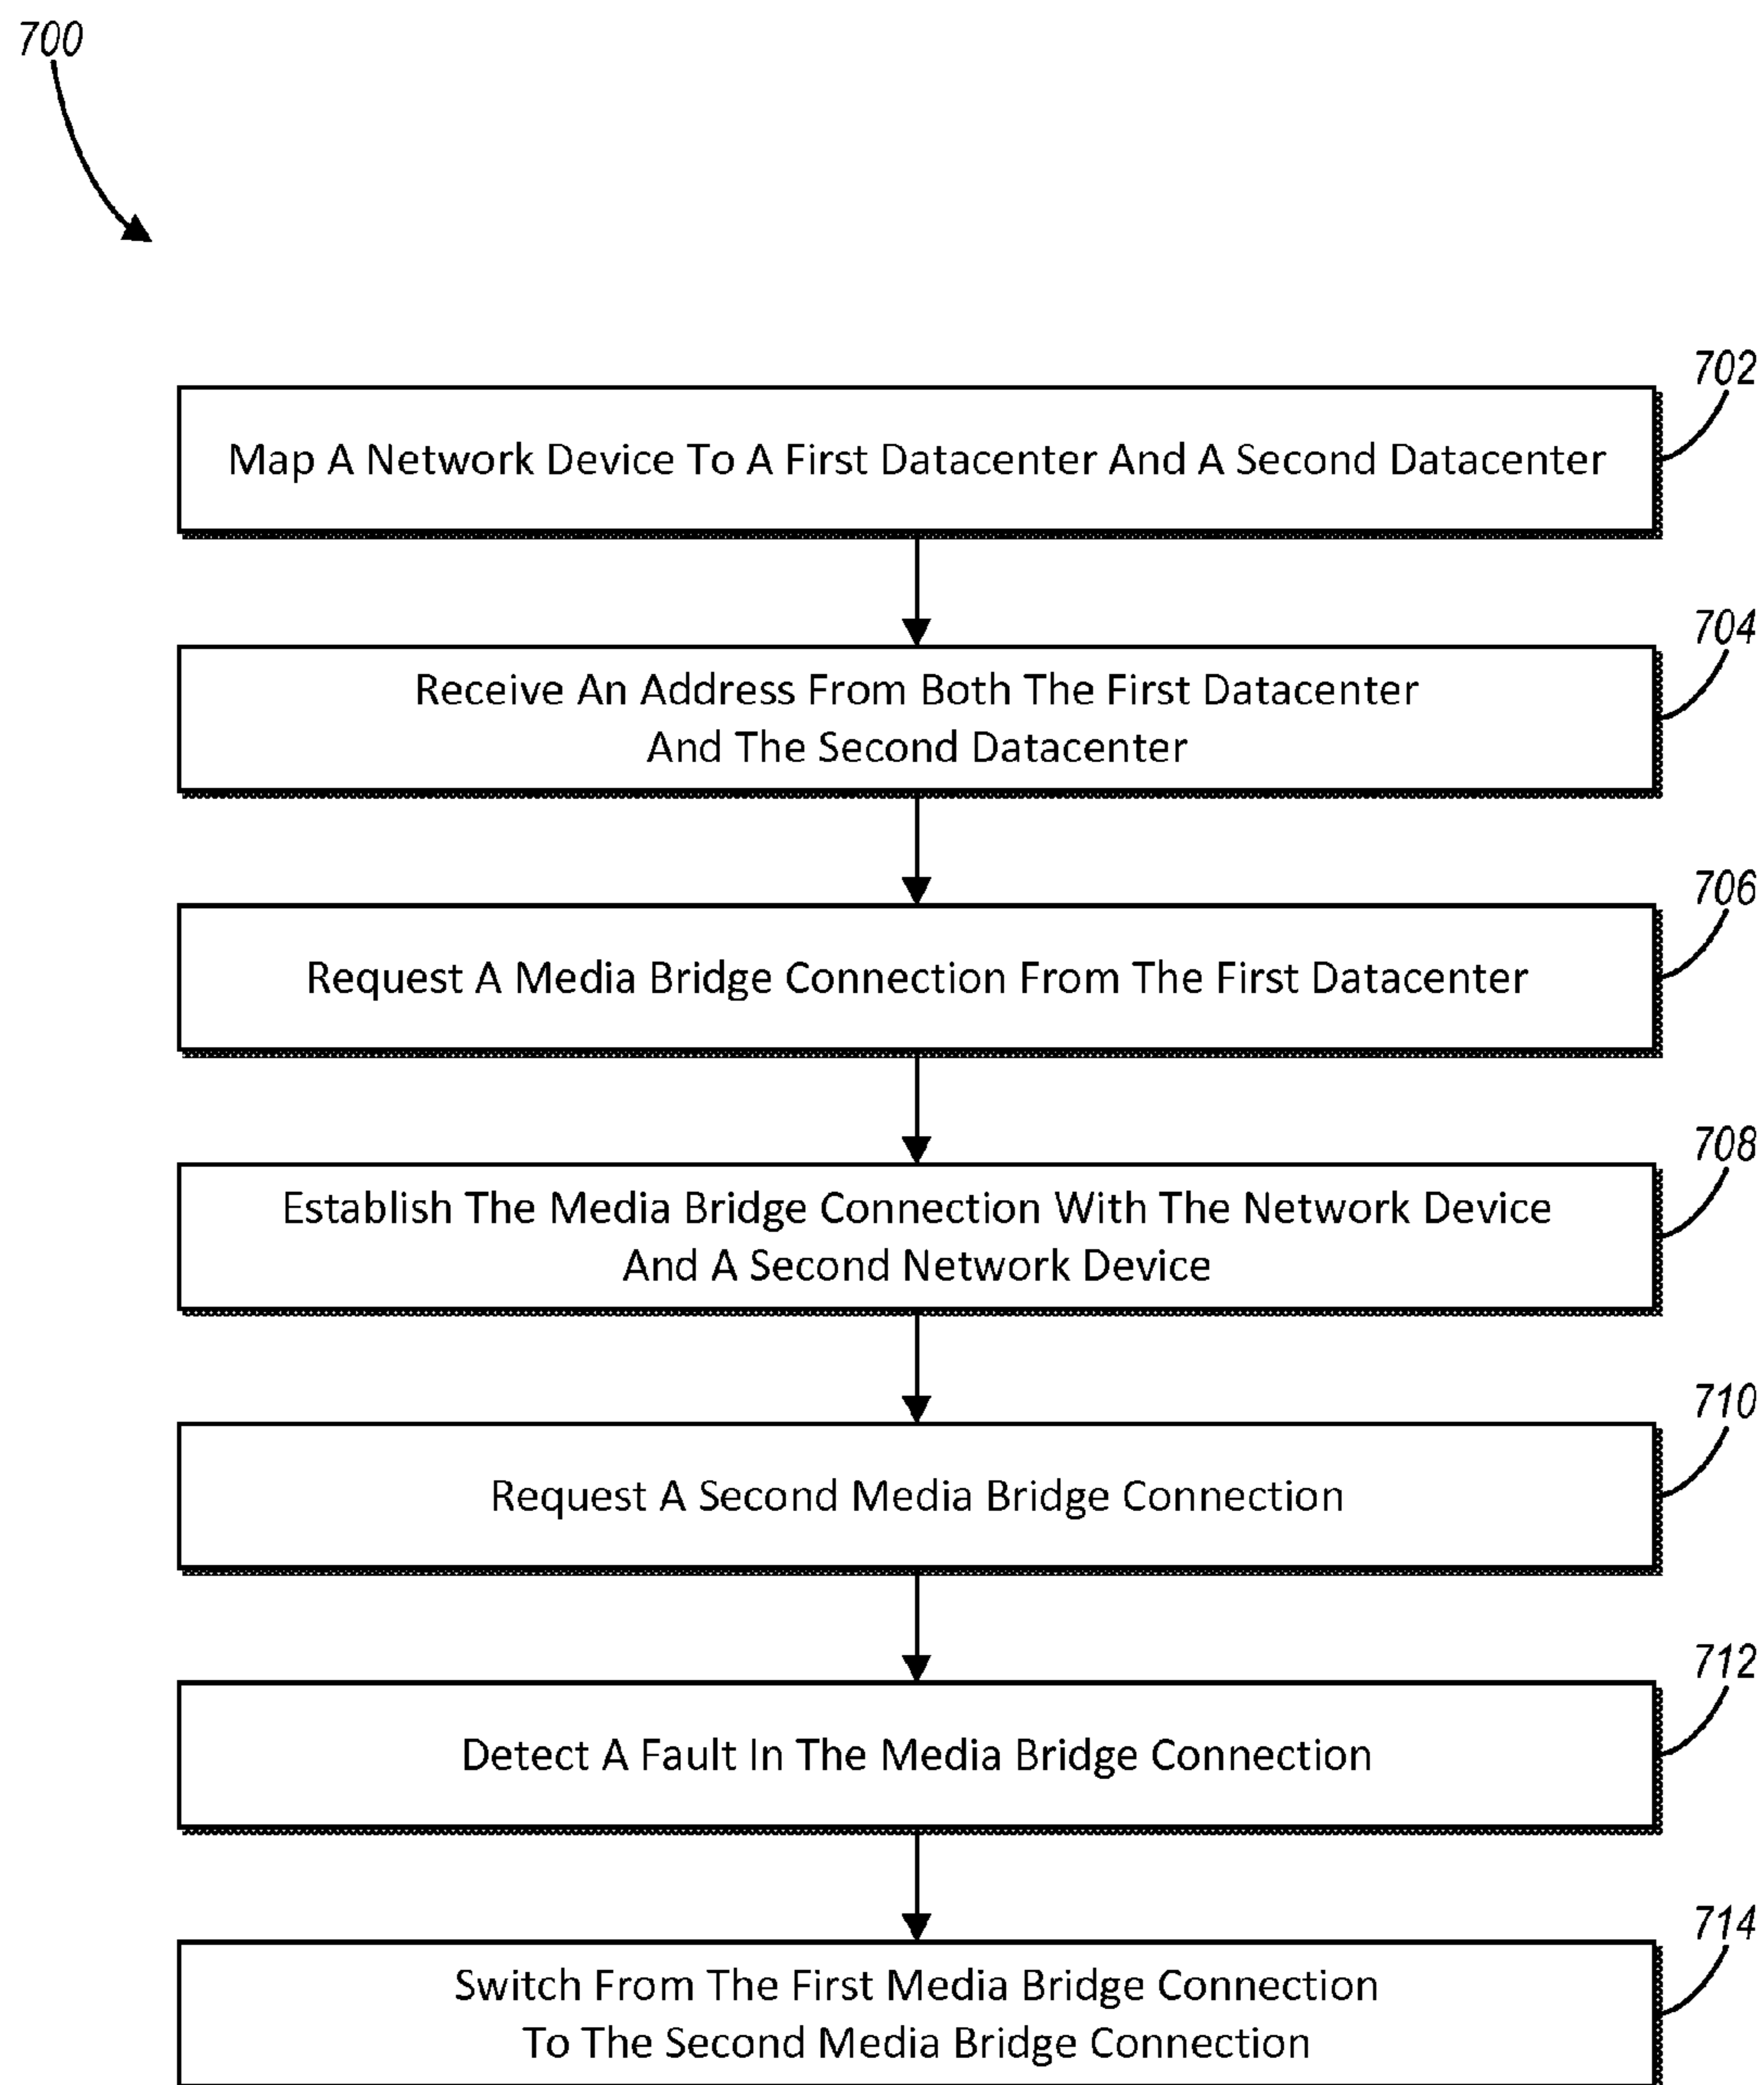 700
702
Map A Network Device To A First Datacenter And A Second Datacenter
704
Receive An Address From Both The First Datacenter
And The Second Datacenter
706
Request A Media Bridge Connection From The First Datacenter
708
Establish The Media Bridge Connection With The Network Device
And A Second Network Device
710
Request A Second Media Bridge Connection
712
Detect A Fault In The Media Bridge Connection
714
Switch From The First Media Bridge Connection
To The Second Media Bridge Connection